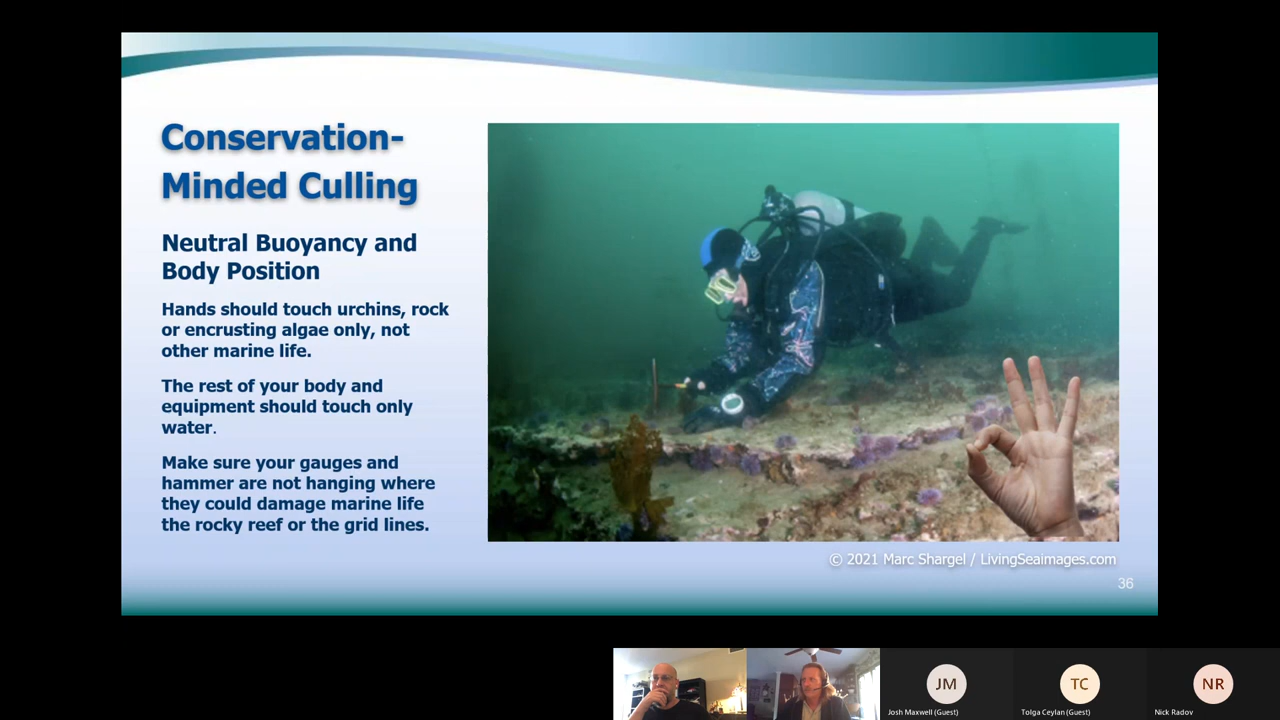 Conservation-
Minded Culling
Neutral Buoyancy and
Body Position
Hands should touch urchins, rock
or encrusting algae only, not
other marine life.
The rest of your body and
equipment should touch only
water.
Make sure your gauges and
hammer are not hanging where
they could damage marine life
the rocky reef or the grid lines.
© 2021 Marc Shargel / LivingSeaimages.com
36
JM
TC
NR
Josh Maxwell (Guest)
Tolga Ceylan (Guest)
Nick Radov